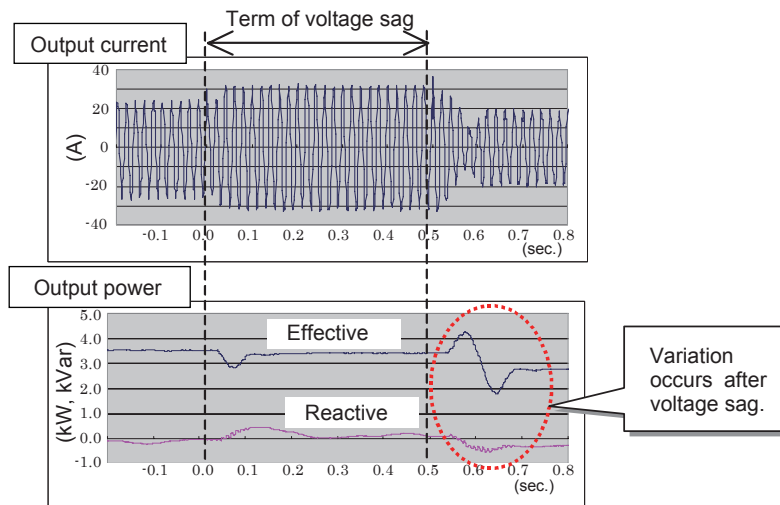 Term of voltage sag
Output current
40
20
0
-20
-40
(A)
-0.1 0.0 0.1 0.2 0.3 0.4 0.5 0.6 0.7 0.8
(sec.)
Output power
5.0
4.0
3.0
2.0
1.0
0.0
-1.0
(kW, kVar)
Effective
Reactive
-0.1 0.0 0.1 0.2 0.3 0.4 0.5 0.6 0.7 0.8
(sec.)
Variation
occurs after
voltage sag.